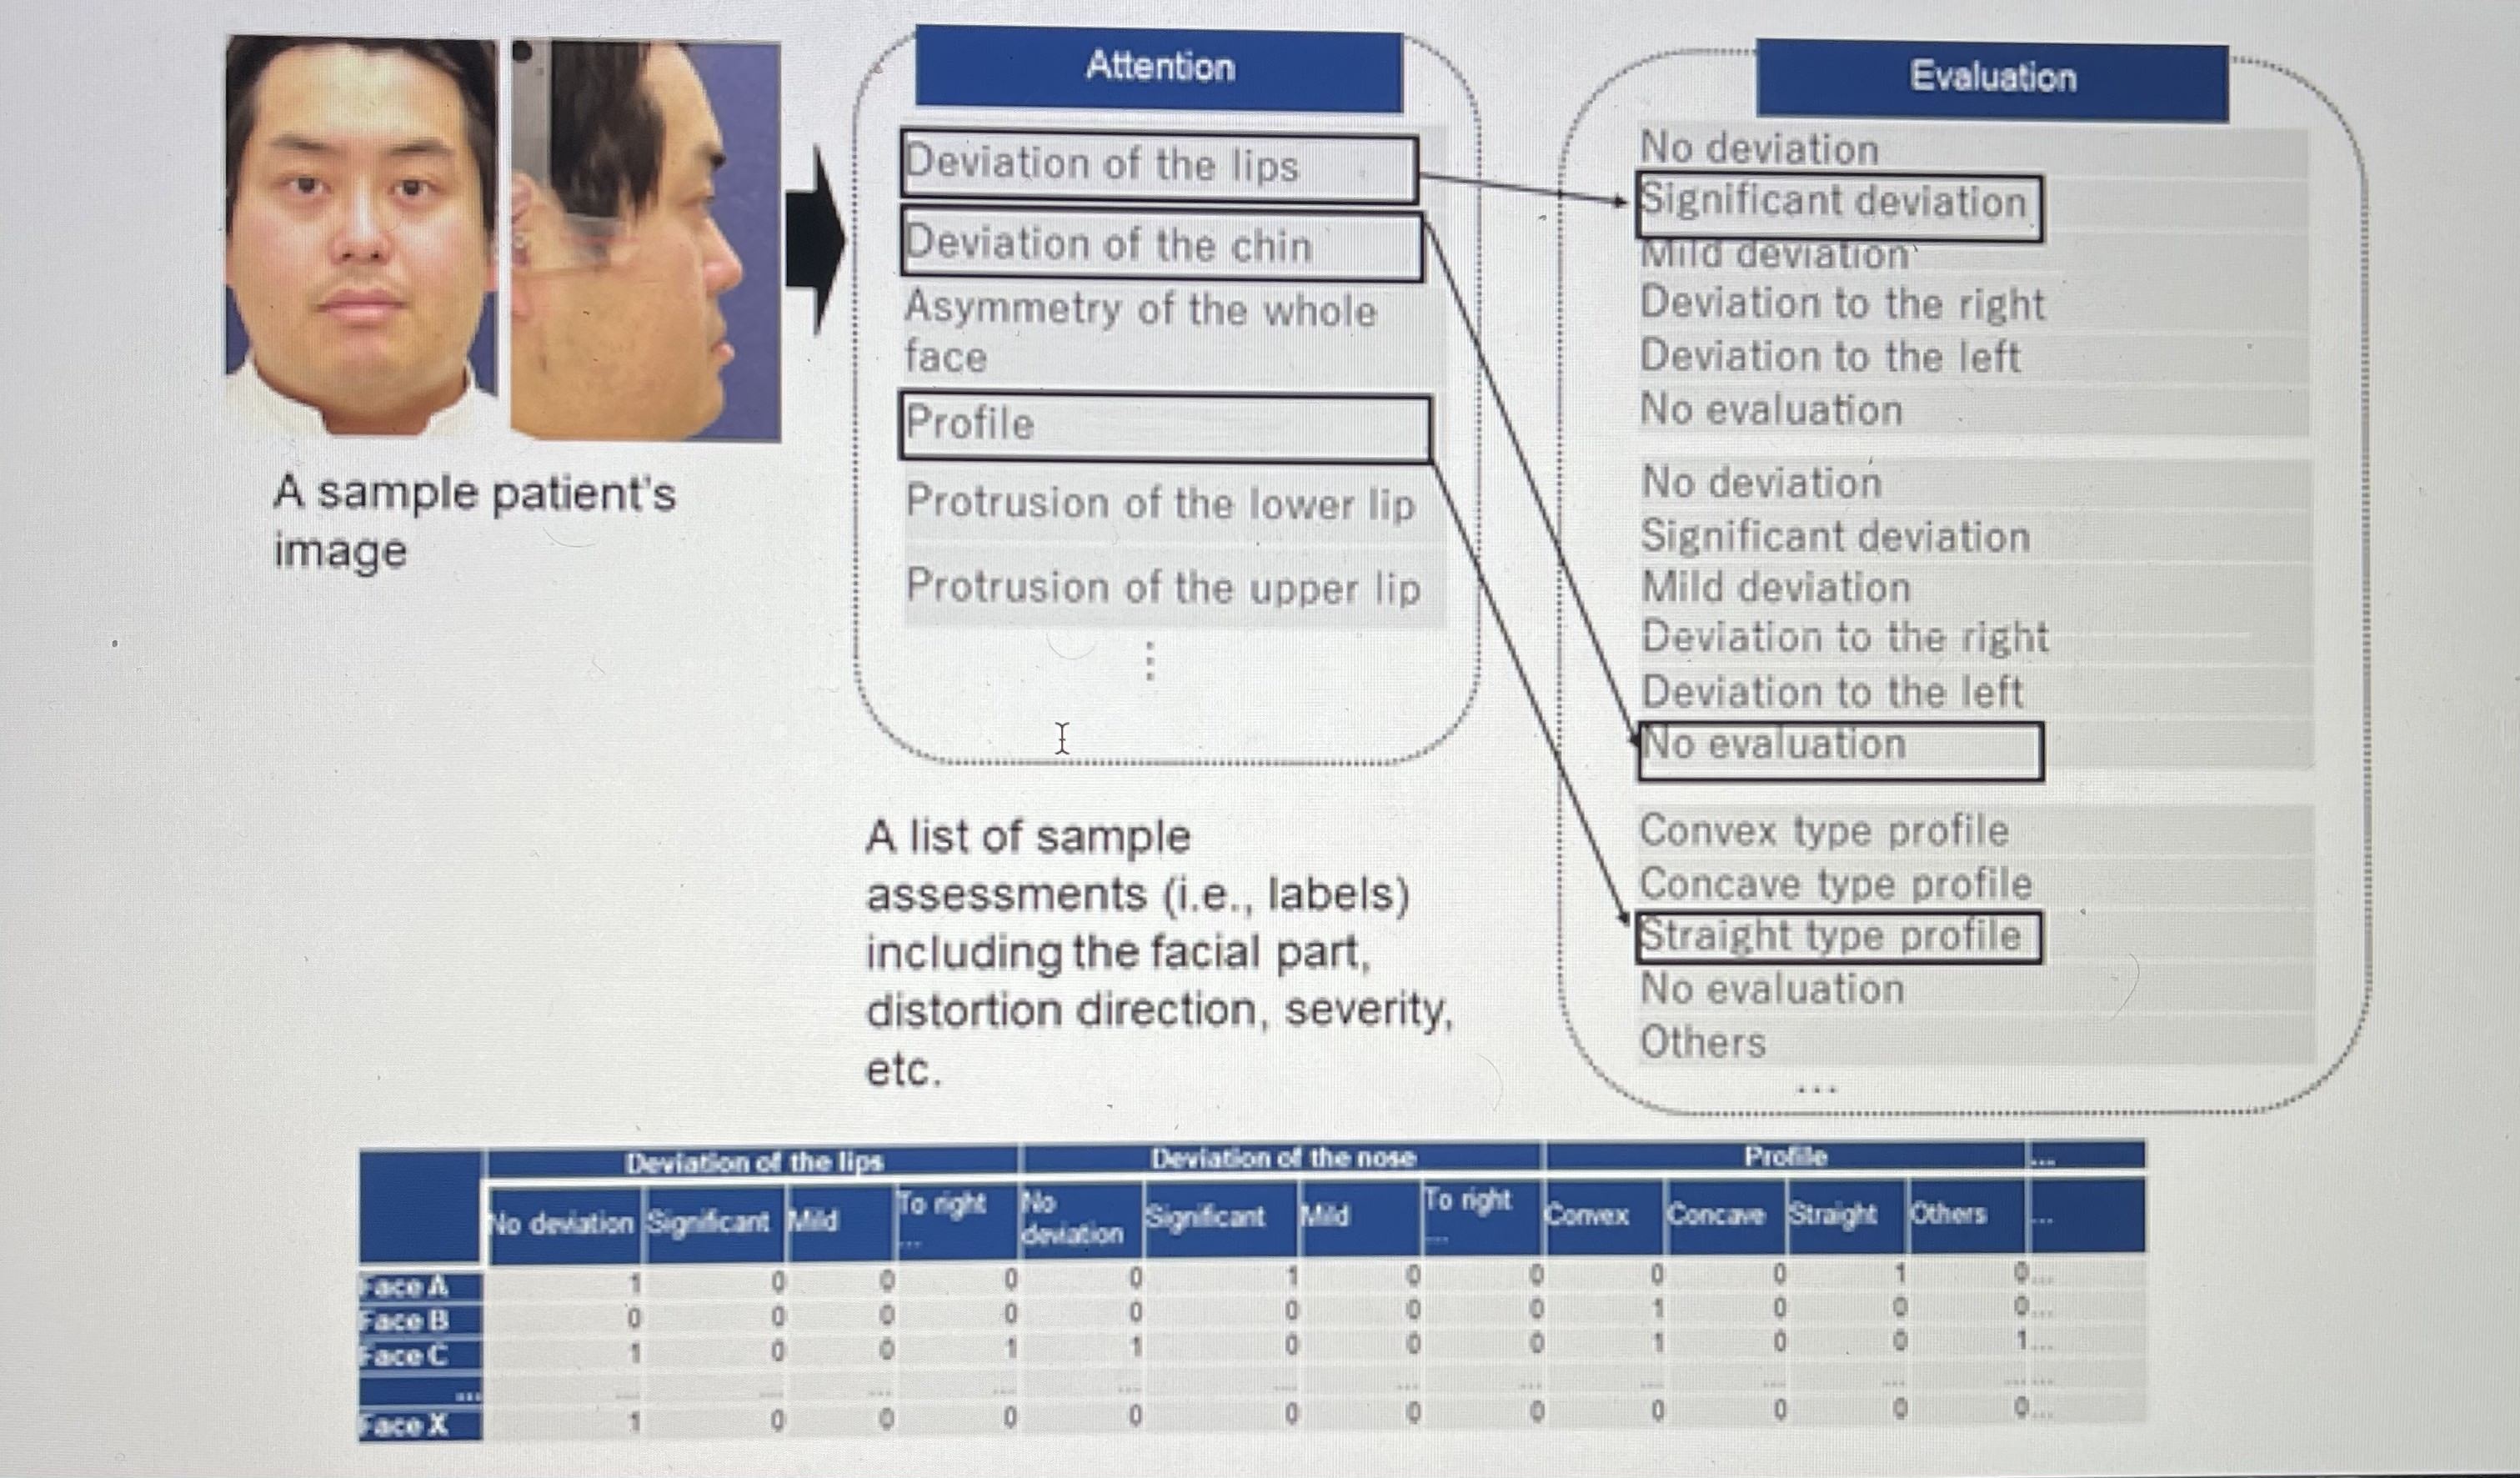 Attention
Deviation of the lips
Deviation of the chin
Asymmetry of the whole
face
Profile
Protrusion of the lower lip
Protrusion of the upper lip
⋮
Evaluation
No deviation
Significant deviation
Mild deviation
Deviation to the right
Deviation to the left
No evaluation
No deviation
Significant deviation
Mild deviation
Deviation to the right
Deviation to the left
No evaluation
Convex type profile
Concave type profile
Straight type profile
No evaluation
Others
...
A sample patient's
image
A list of sample
assessments (i.e., labels)
including the facial part,
distortion direction, severity,
etc.
Deviation of the lips Deviation of the nose Profile ...
No deviation Significant Mild To right ... No deviation Significant Mild To right ... Convex Concave Straight Others ...
Face A 1 0 0 0 0 1 0 0 0 0 1 0...
Face B 0 0 0 0 0 0 0 0 1 0 0 0...
Face C 1 0 0 1 1 0 0 0 1 0 0 1...
... ... ... ... ... ... ... ... ... ... ... ... ......
Face X 1 0 0 0 0 0 0 0 0 0 0 0...